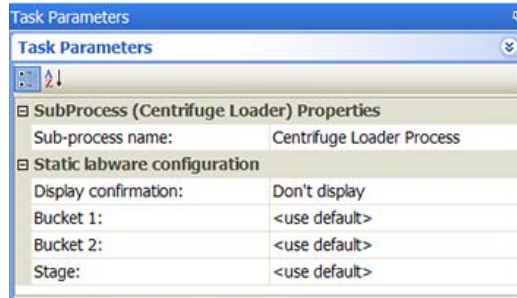 Task Parameters
Task Parameters
SubProcess (Centrifuge Loader) Properties
Sub-process name: Centrifuge Loader Process
Static labware configuration
Display confirmation: Don't display
Bucket 1: <use default>
Bucket 2: <use default>
Stage: <use default>